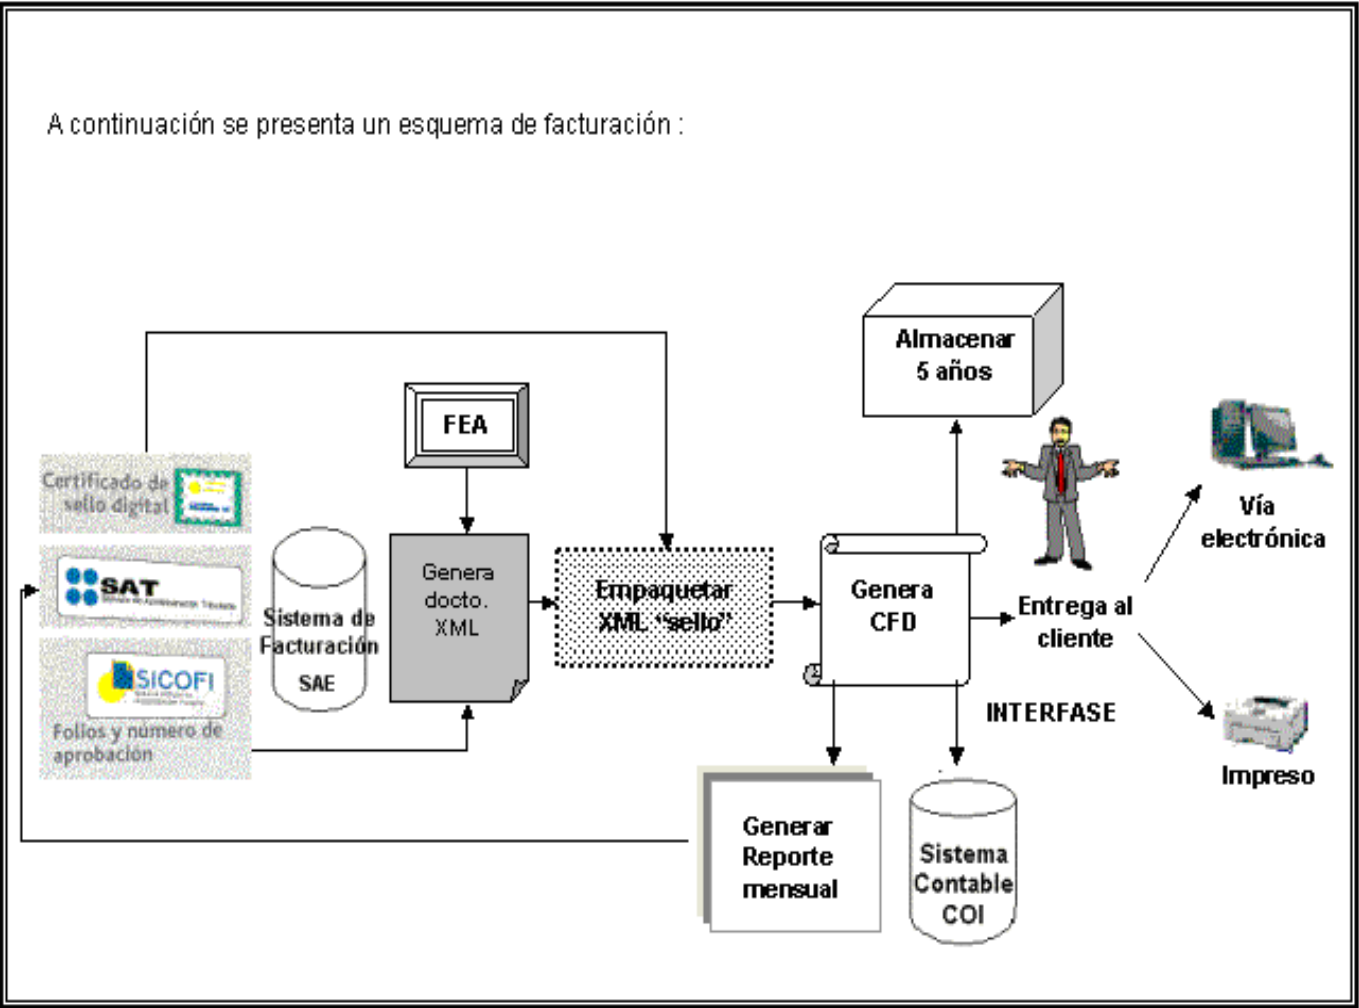 A continuación se presenta un esquema de facturación :
Almacenar
5 años
FEA
Certificado de
sello digital
SAT
Genera
docto.
XML
Empaquetar
XML “sello”
Genera
CFD
Entrega al
cliente
Vía
electrónica
Sistema de
Facturación
SAE
SICOFI
Folios y número de
aprobación
INTERFASE
Impreso
Generar
Reporte
mensual
Sistema
Contable
COI